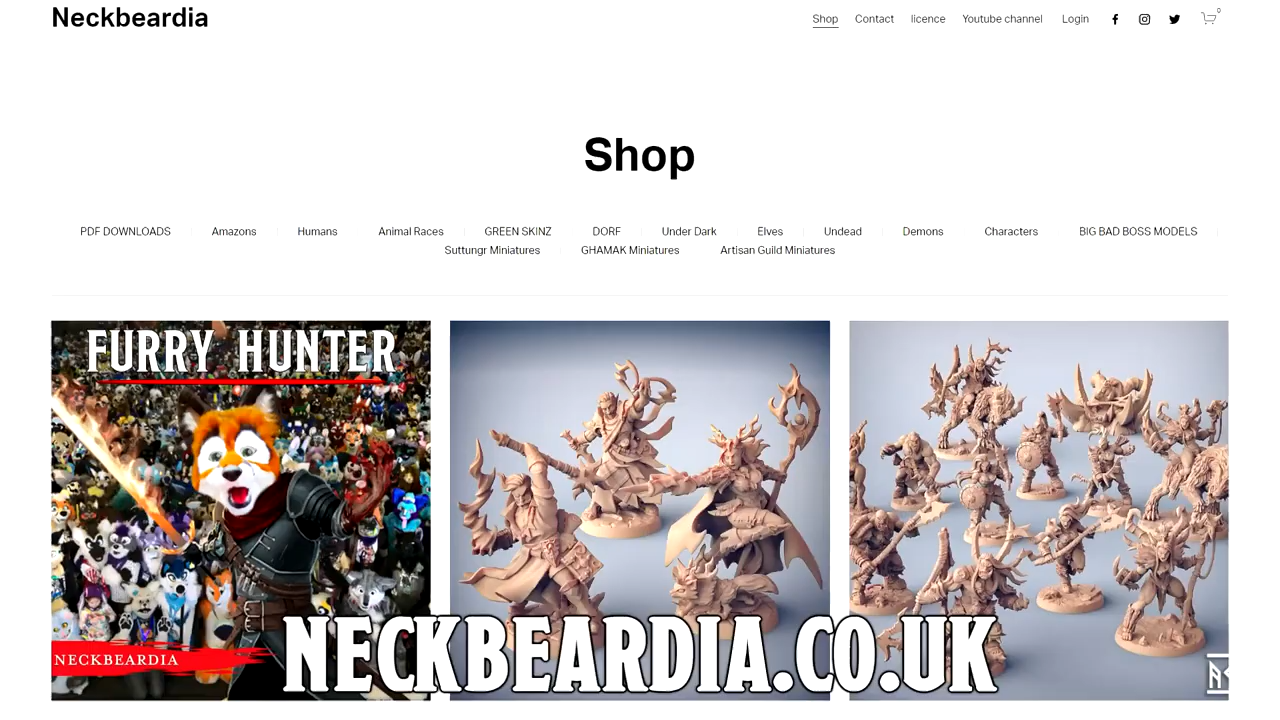 Neckbeardia
Shop Contact licence Youtube channel Login 0
Shop
PDF DOWNLOADS Amazons Humans Animal Races GREEN SKINZ DORF Under Dark Elves Undead Demons Characters BIG BAD BOSS MODELS
Suttungr Miniatures GHAMAK Miniatures Artisan Guild Miniatures
FURRY HUNTER
NECKBEARDIA
NECKBEARDIA.CO.UK